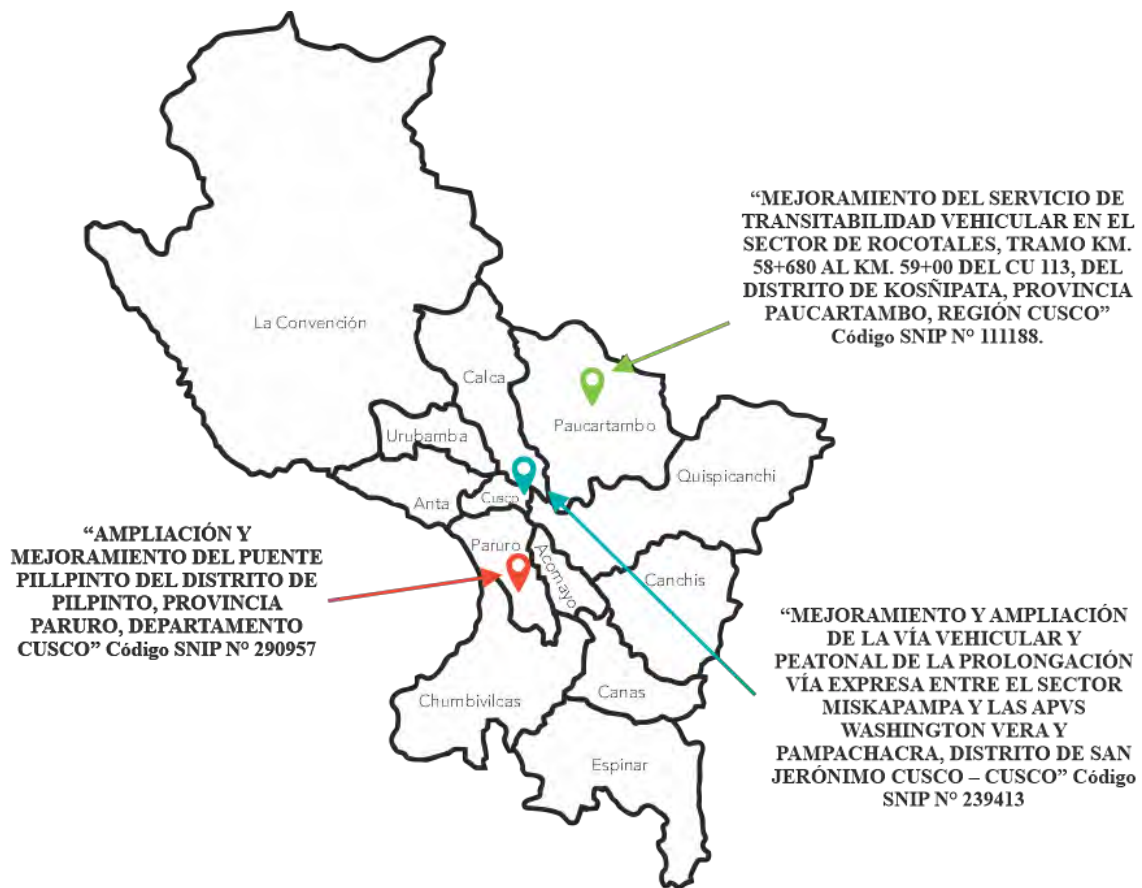 “MEJORAMIENTO DEL SERVICIO DE
TRANSITABILIDAD VEHICULAR EN EL
SECTOR DE ROCOTALES, TRAMO KM.
58+680 AL KM. 59+00 DEL CU 113, DEL
DISTRITO DE KOSÑIPATA, PROVINCIA
PAUCARTAMBO, REGIÓN CUSCO”
Código SNIP N° 111188.
La Convención
Calca
Paucartambo
Urubamba
Quispicanchi
Anta
Cusco
Paruro
Acomayo
Canchis
“AMPLIACIÓN Y
MEJORAMIENTO DEL PUENTE
PILLPINTO DEL DISTRITO DE
PILPINTO, PROVINCIA
PARURO, DEPARTAMENTO
CUSCO” Código SNIP N° 290957
Chumbivilcas
Canas
Espinar
“MEJORAMIENTO Y AMPLIACIÓN
DE LA VÍA VEHICULAR Y
PEATONAL DE LA PROLONGACIÓN
VÍA EXPRESA ENTRE EL SECTOR
MISKAPAMPA Y LAS APVS
WASHINGTON VERA Y
PAMPACHACRA, DISTRITO DE SAN
JERÓNIMO CUSCO – CUSCO” Código
SNIP N° 239413